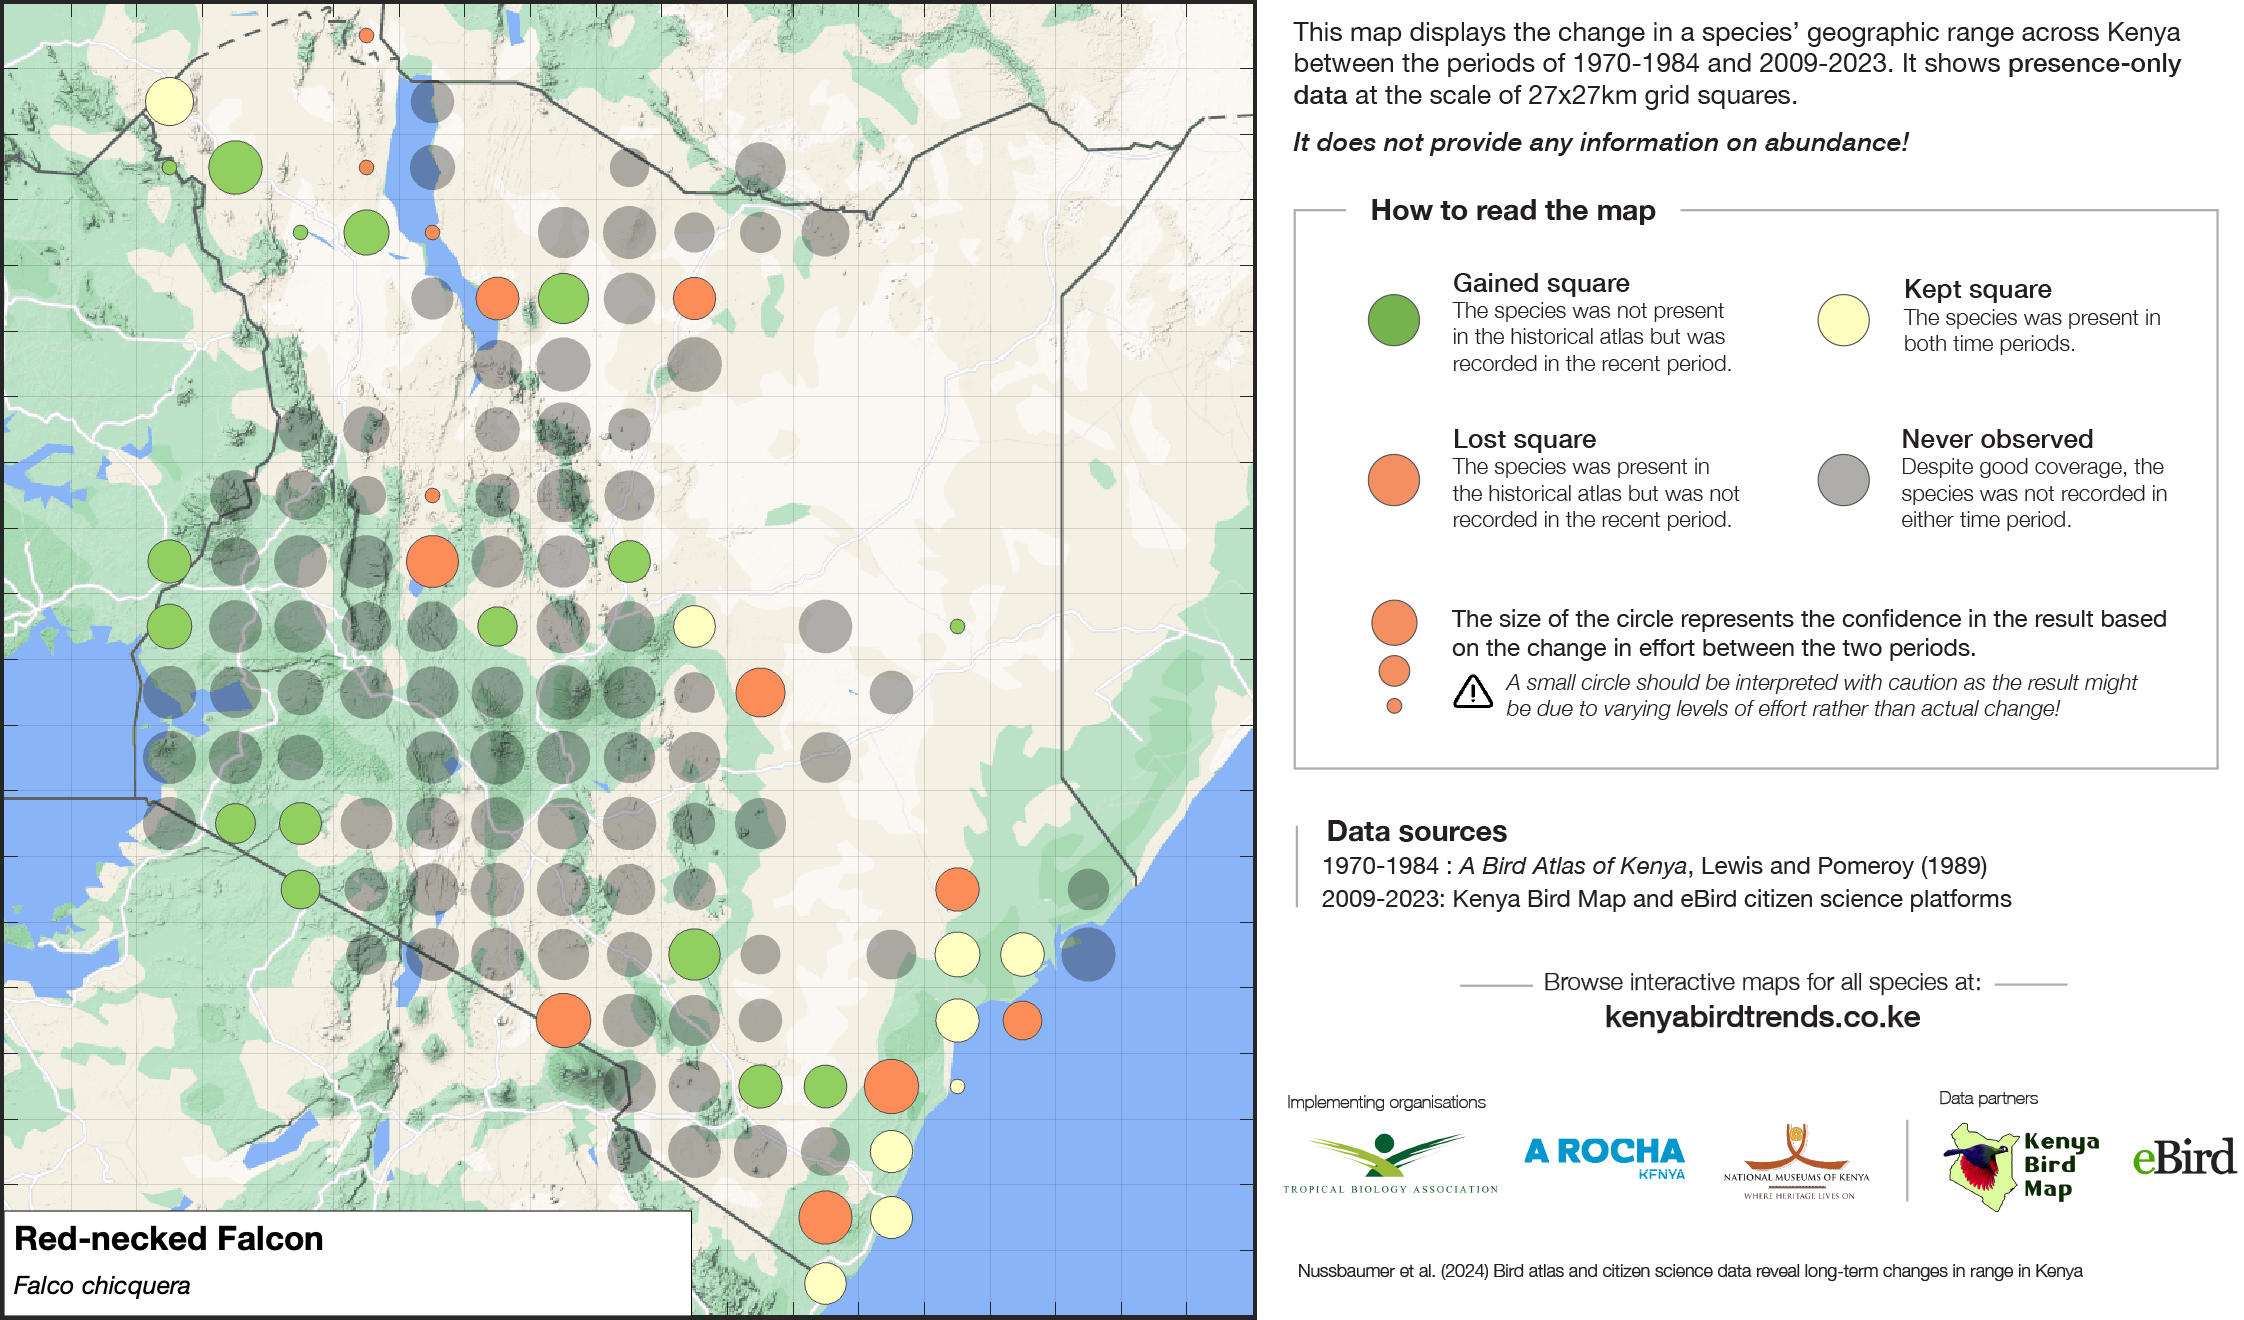 This map displays the change in a species’ geographic range across Kenya
between the periods of 1970-1984 and 2009-2023. It shows presence-only
data at the scale of 27x27km grid squares.
It does not provide any information on abundance!
How to read the map
Gained square
The species was not present
in the historical atlas but was
recorded in the recent period.
Kept square
The species was present in
both time periods.
Lost square
The species was present in
the historical atlas but was not
recorded in the recent period.
Never observed
Despite good coverage, the
species was not recorded in
either time period.
The size of the circle represents the confidence in the result based
on the change in effort between the two periods.
A small circle should be interpreted with caution as the result might
be due to varying levels of effort rather than actual change!
Data sources
1970-1984 : A Bird Atlas of Kenya, Lewis and Pomeroy (1989)
2009-2023: Kenya Bird Map and eBird citizen science platforms
Browse interactive maps for all species at:
kenyabirdtrends.co.ke
Implementing organisations
Data partners
TROPICAL BIOLOGY ASSOCIATION
A ROCHA
KENYA
NATIONAL MUSEUMS OF KENYA
WHERE HERITAGE LIVES ON
Kenya
Bird
Map
eBird
Red-necked Falcon
Falco chicquera
Nussbaumer et al. (2024) Bird atlas and citizen science data reveal long-term changes in range in Kenya